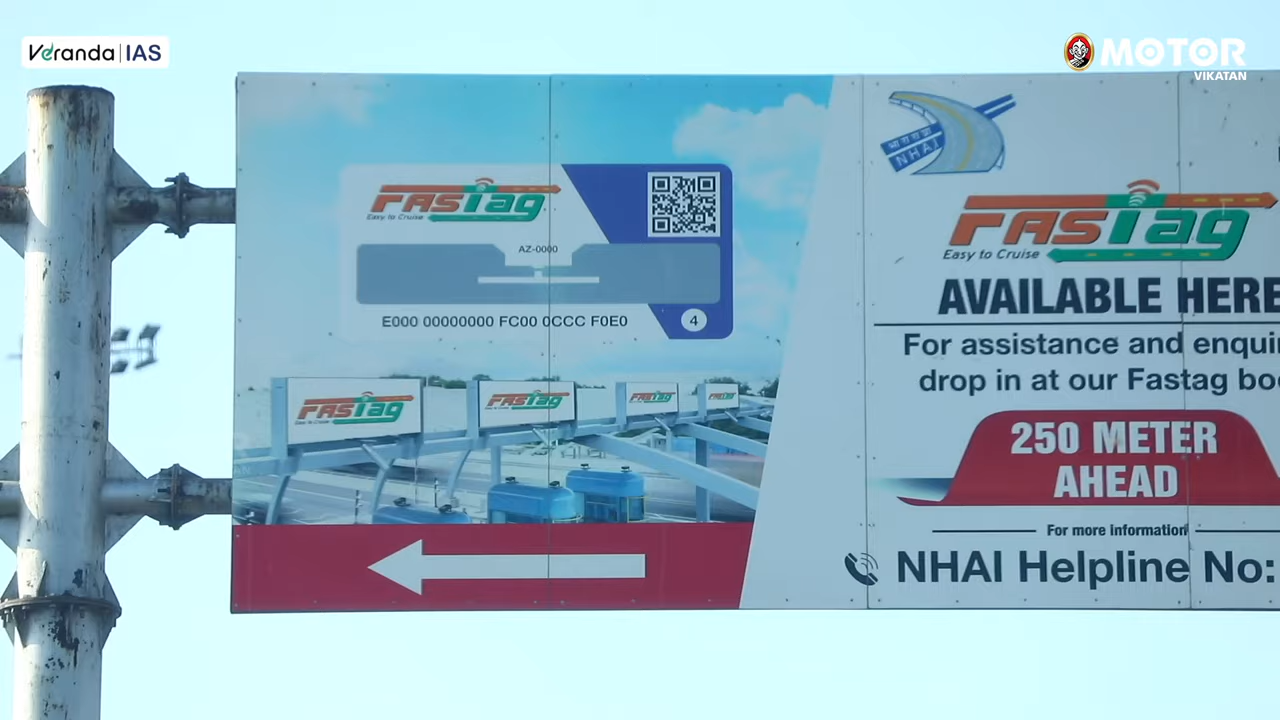 Veranda IAS
MOTOR
VIKATAN
FASTag
Easy to Cruise
AZ-0000
E000 00000000 FC00 0CCC F0E0
4
FASTag
FASTag
FASTag
FASTag
NHAI
FASTag
Easy to Cruise
AVAILABLE HERE
For assistance and enqui
drop in at our Fastag bo
250 METER
AHEAD
For more information
NHAI Helpline No: